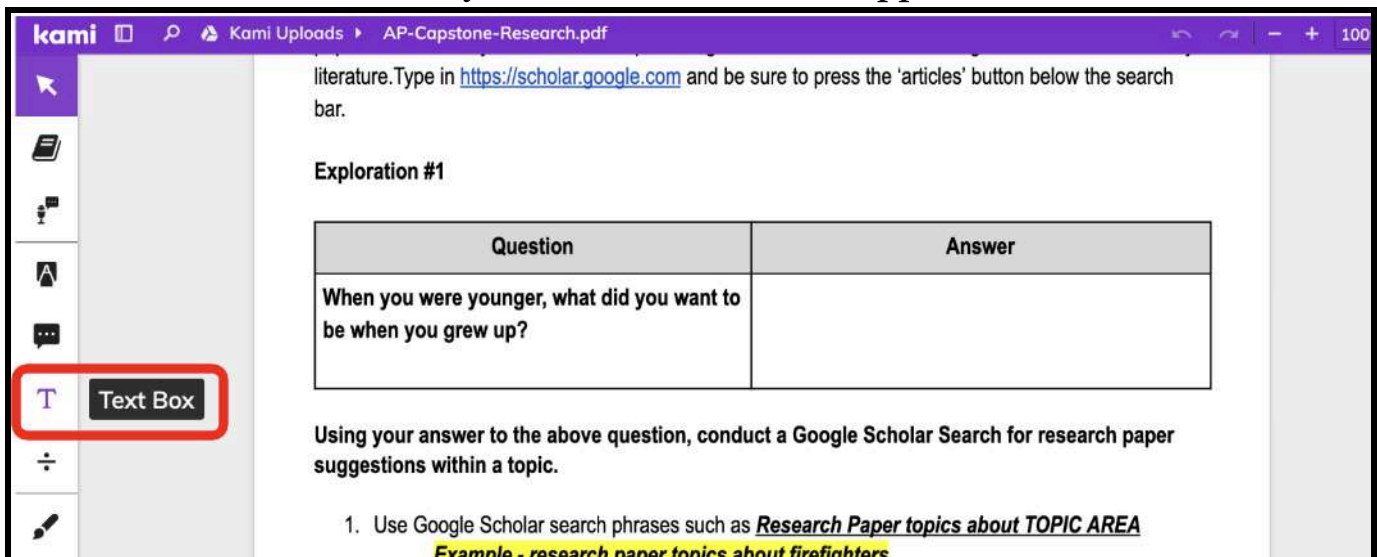 kami Kami Uploads AP-Capstone-Research.pdf - + 100
literature.Type in https://scholar.google.com and be sure to press the 'articles' button below the search
bar.
Exploration #1
Question Answer
When you were younger, what did you want to
be when you grew up?
T Text Box
Using your answer to the above question, conduct a Google Scholar Search for research paper
suggestions within a topic.
1. Use Google Scholar search phrases such as Research Paper topics about TOPIC AREA
Example - research paper topics about firefighters